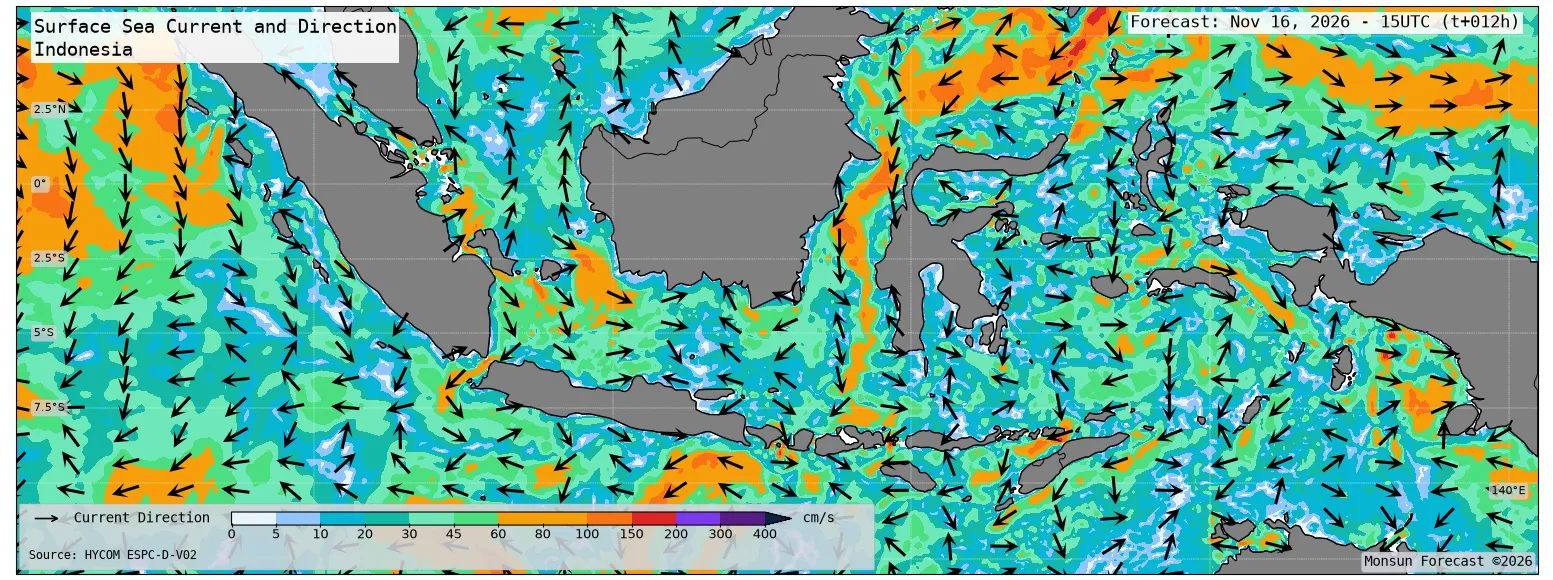 Surface Sea Current and Direction
Indonesia
Forecast: Nov 16, 2026 - 15UTC (t+012h)
2.5°N
0°
2.5°S
5°S
7.5°S
140°E
Current Direction
0 5 10 20 30 45 60 80 100 150 200 300 400 cm/s
Source: HYCOM ESPC-D-V02
Monsun Forecast ©2026